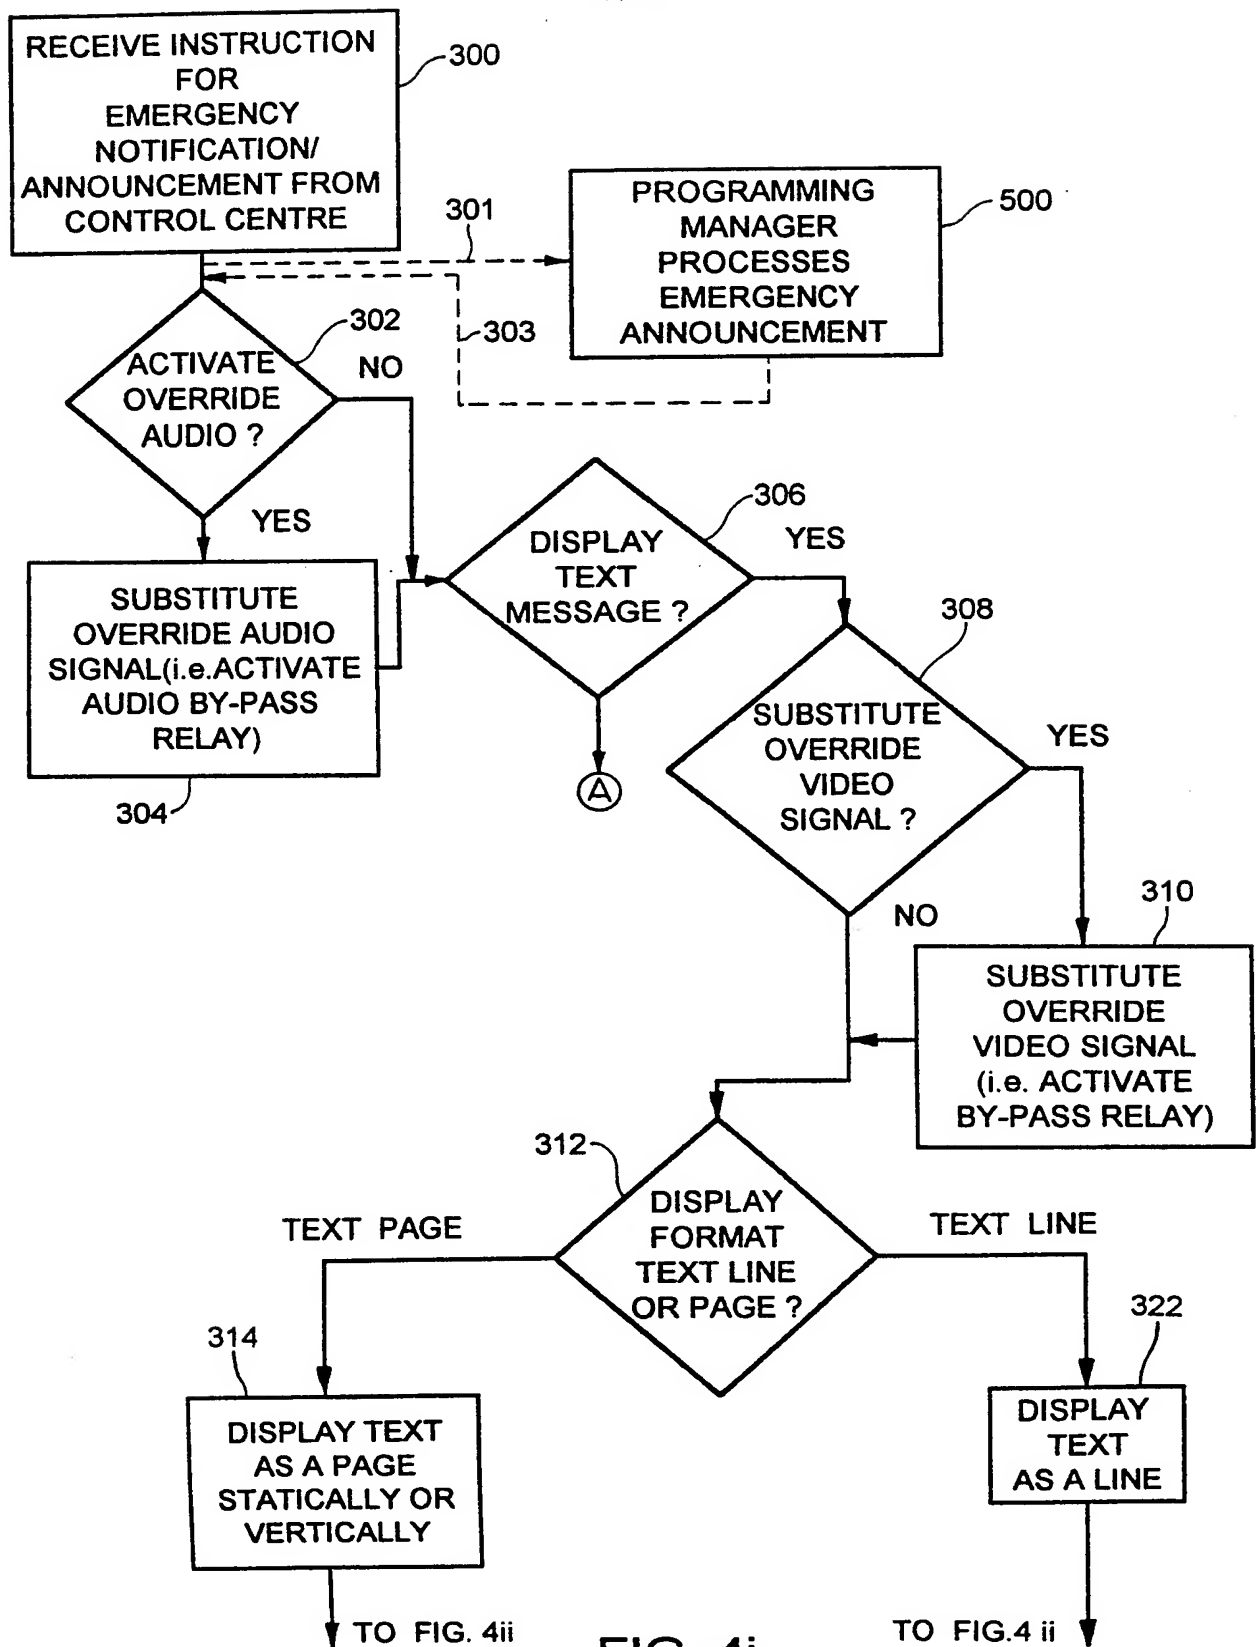 RECEIVE INSTRUCTION
FOR
EMERGENCY
NOTIFICATION/
ANNOUNCEMENT FROM
CONTROL CENTRE
300
301
PROGRAMMING
MANAGER
PROCESSES
EMERGENCY
ANNOUNCEMENT
500
303
302
ACTIVATE
OVERRIDE
AUDIO ?
NO
YES
SUBSTITUTE
OVERRIDE AUDIO
SIGNAL(i.e.ACTIVATE
AUDIO BY-PASS
RELAY)
304
DISPLAY
TEXT
MESSAGE ?
306
YES
A
308
SUBSTITUTE
OVERRIDE
VIDEO
SIGNAL ?
YES
NO
310
SUBSTITUTE
OVERRIDE
VIDEO SIGNAL
(i.e. ACTIVATE
BY-PASS RELAY)
312
DISPLAY
FORMAT
TEXT LINE
OR PAGE ?
TEXT PAGE
TEXT LINE
314
DISPLAY TEXT
AS A PAGE
STATICALLY OR
VERTICALLY
322
DISPLAY
TEXT
AS A LINE
TO FIG. 4ii
TO FIG.4 ii
FIG. 4i